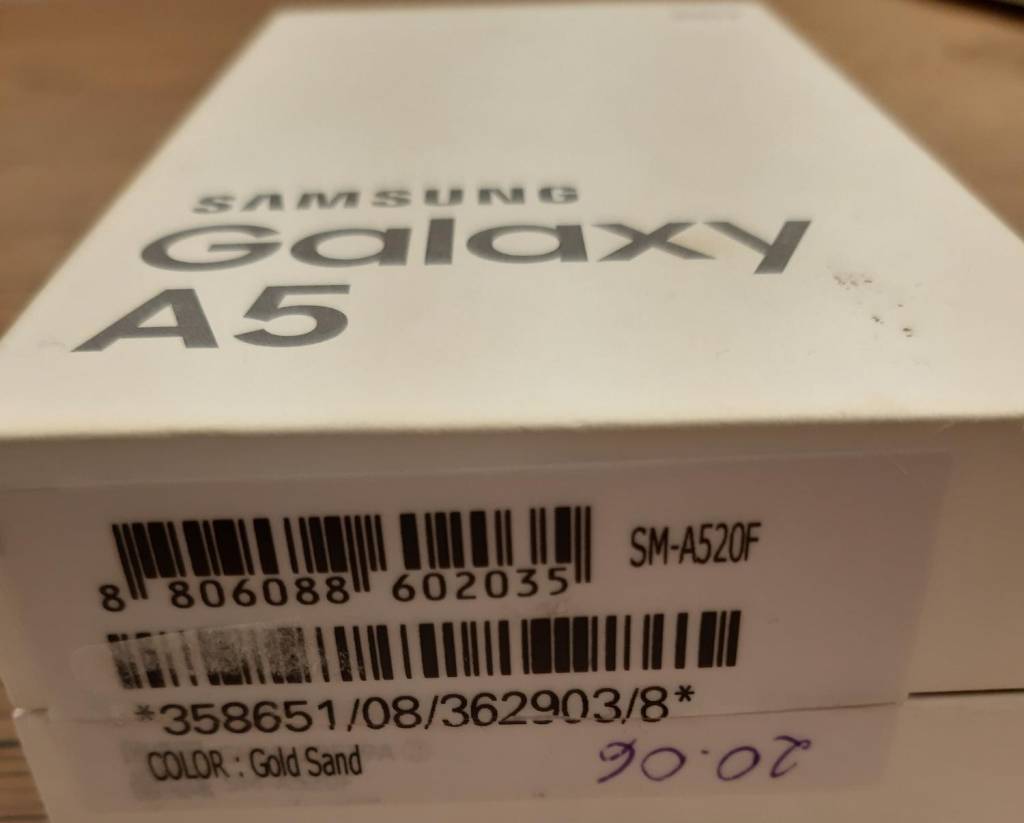 SAMSUNG
Galaxy
A5
8 806088 602035
SM-A520F
*358651/08/362903/8*
COLOR : Gold Sand
20.06